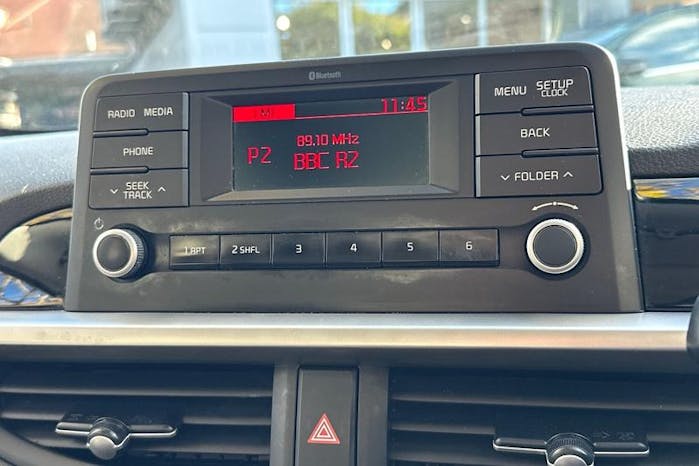 Bluetooth
RADIO MEDIA
PHONE
SEEK
TRACK
FM
11:45
89.10 MHz
P2
BBC R2
MENU
SETUP
CLOCK
BACK
FOLDER
1 RPT
2 SHFL
3
4
5
6